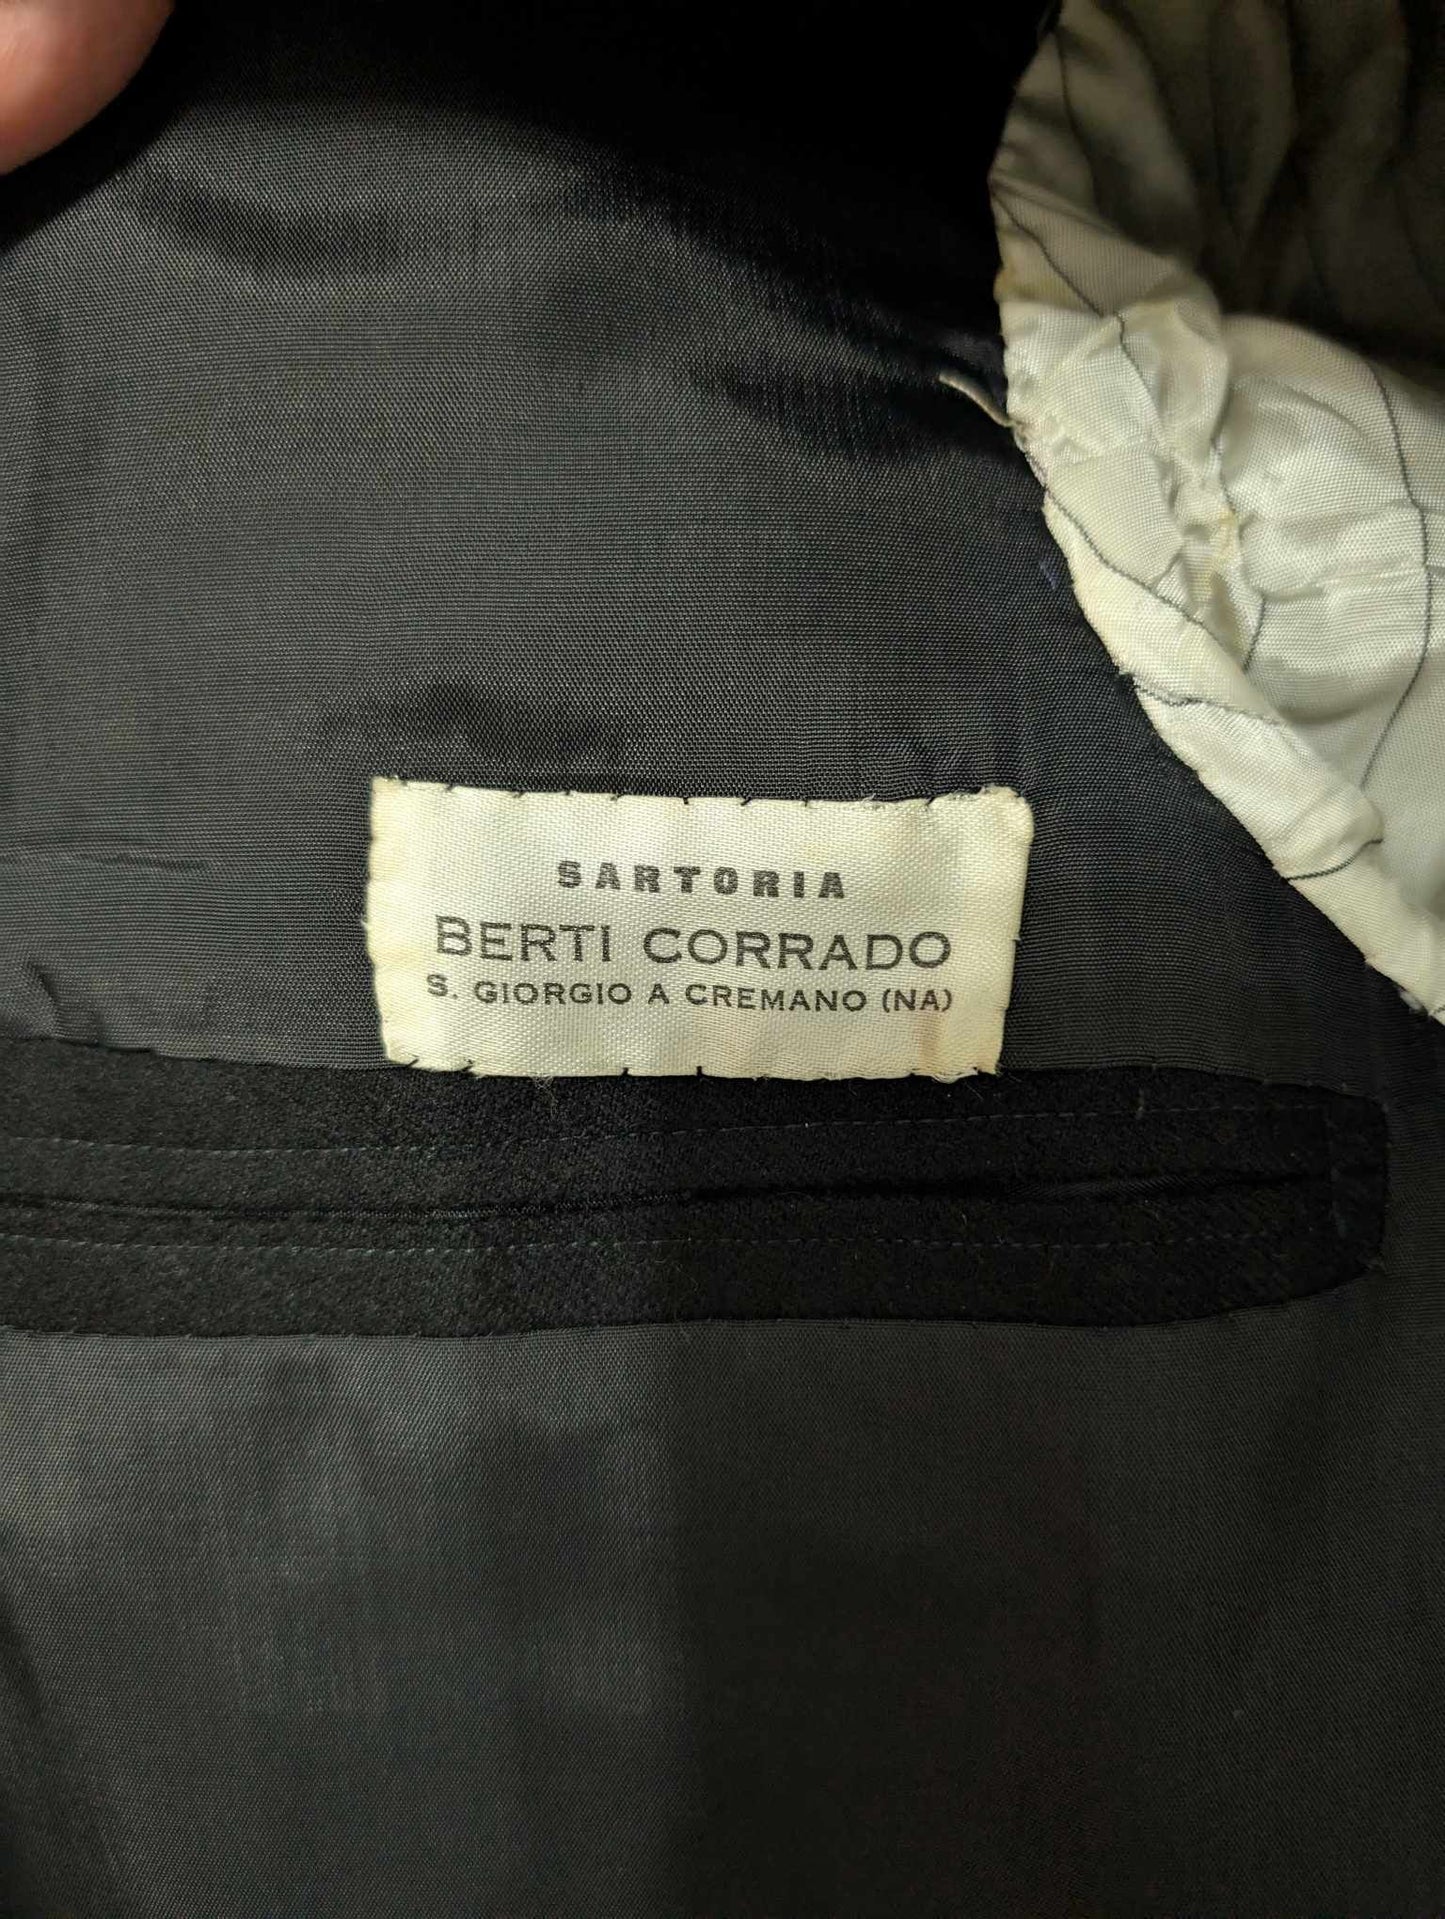 SARTORIA
BERTI CORRADO
S. GIORGIO A CREMANO (NA)